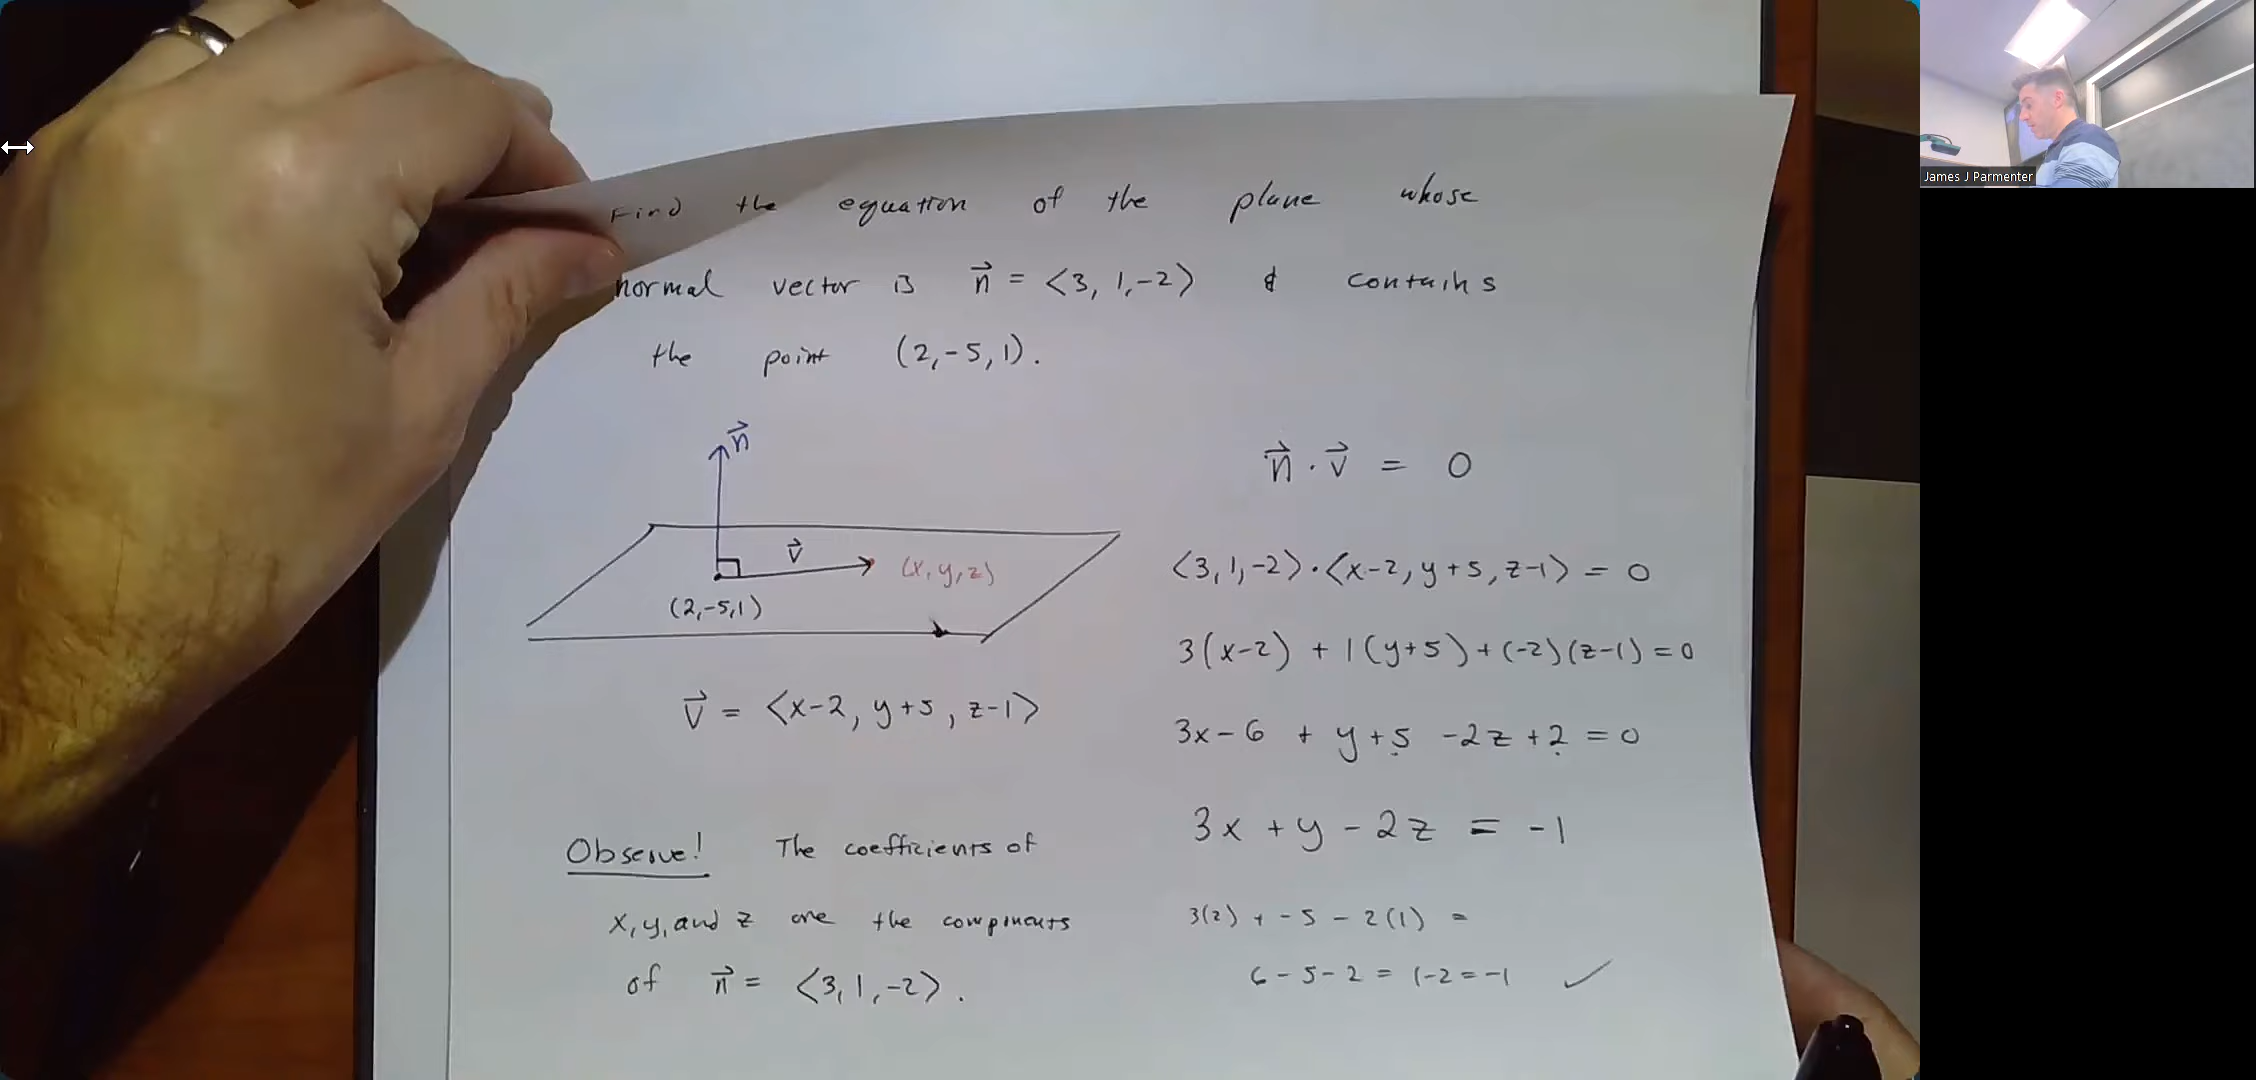 Find the equation of the plane whose
normal vector is n⃗ = <3, 1, -2> & contains
the point (2, -5, 1).
n⃗
v⃗
(x, y, z)
(2, -5, 1)
v⃗ = <x-2, y+5, z-1>
n⃗ · v⃗ = 0
<3, 1, -2> · <x-2, y+5, z-1> = 0
3(x-2) + 1(y+5) + (-2)(z-1) = 0
3x - 6 + y + 5 - 2z + 2 = 0
3x + y - 2z = -1
3(2) + -5 - 2(1) =
6 - 5 - 2 = 1 - 2 = -1 ✓
Observe! The coefficients of
x, y, and z are the components
of n⃗ = <3, 1, -2>.
James J Parmenter